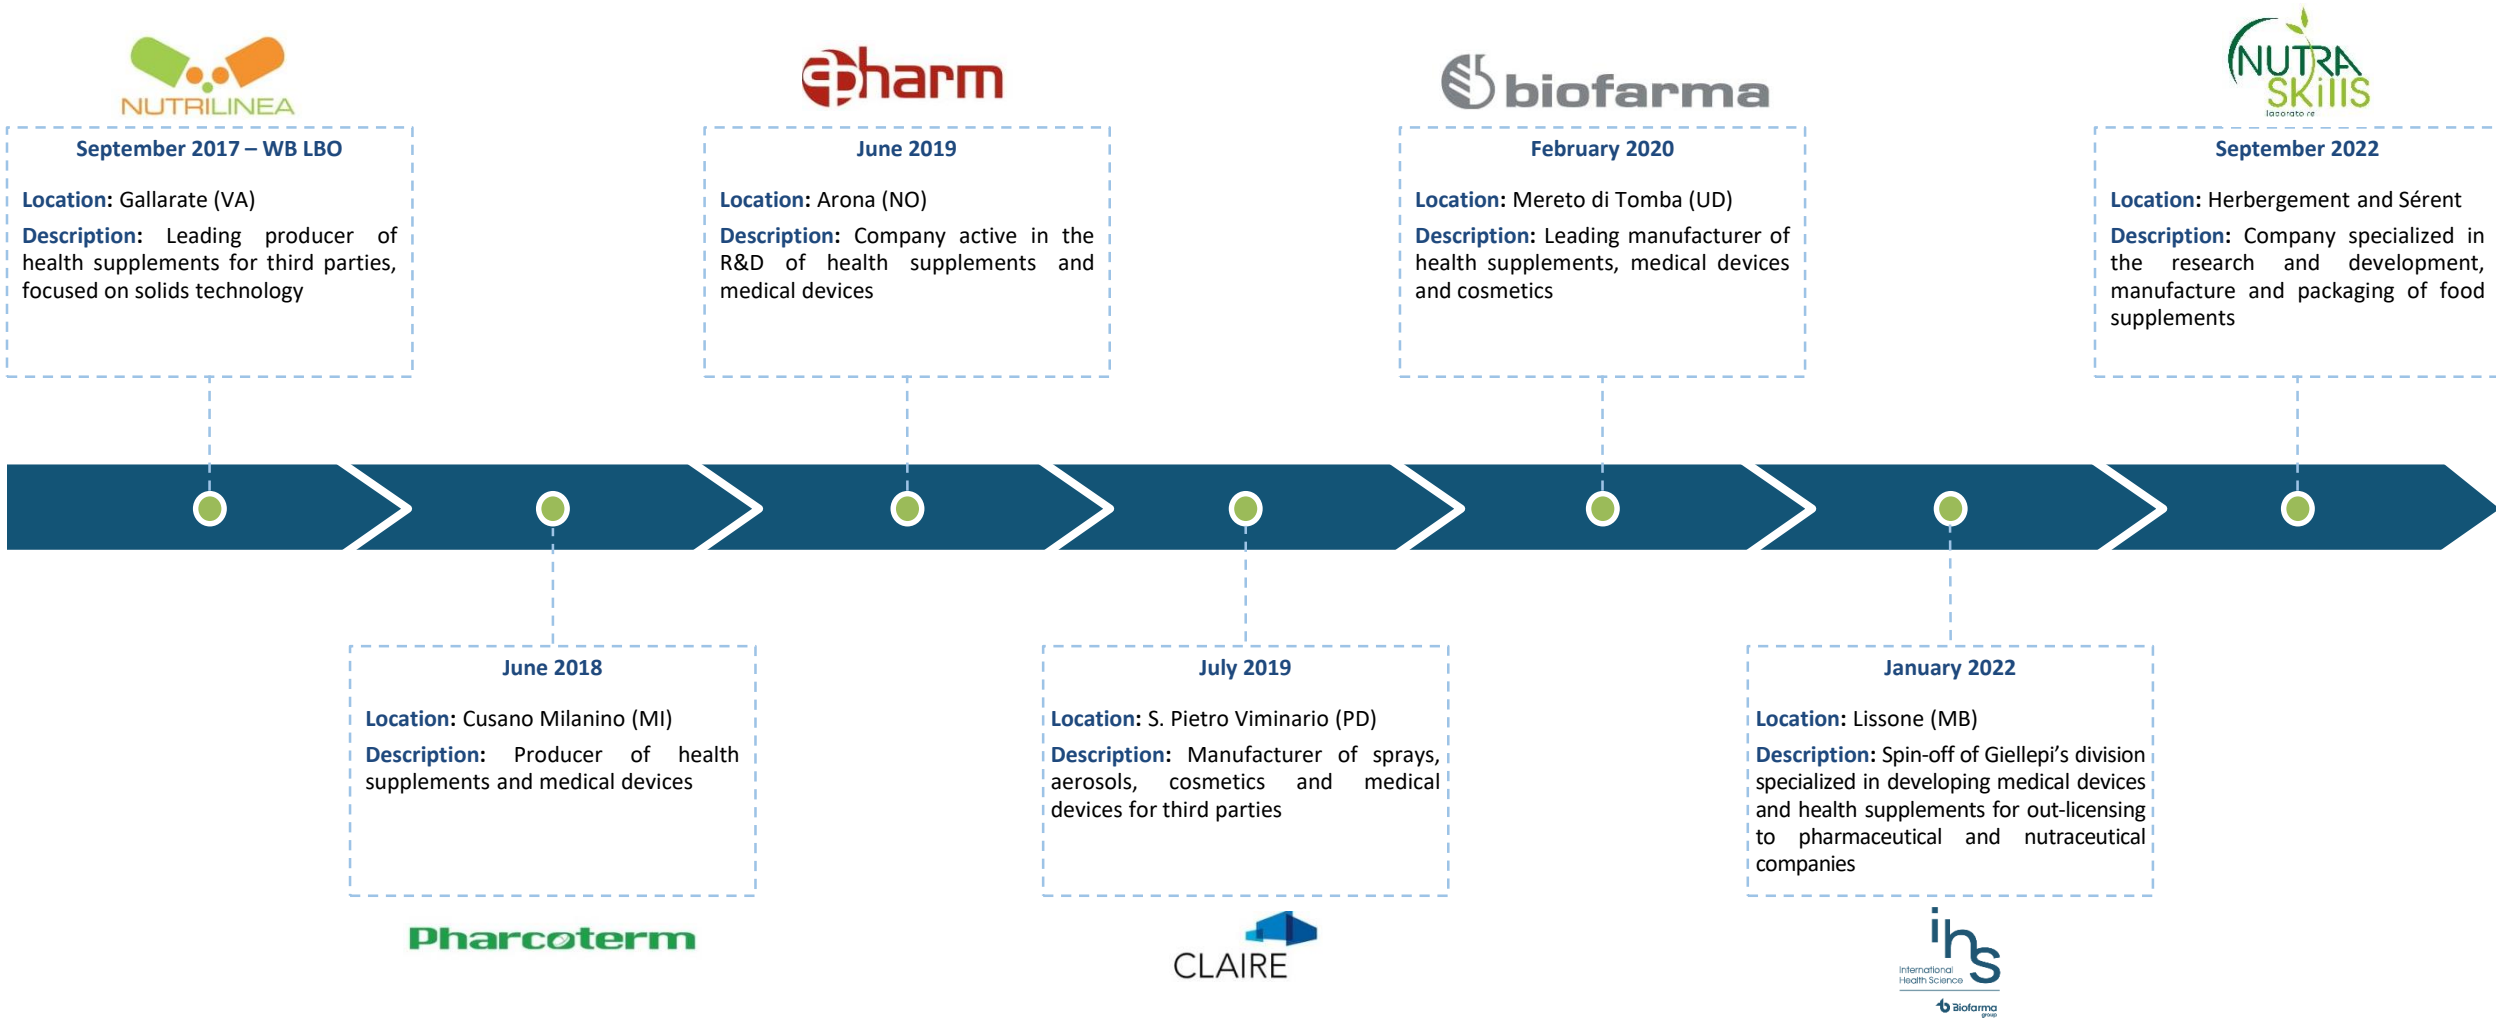 NUTRILINEA
September 2017 – WB LBO
Location: Gallarate (VA)
Description: Leading producer of
health supplements for third parties,
focused on solids technology
apharm
June 2019
Location: Arona (NO)
Description: Company active in the
R&D of health supplements and
medical devices
biofarma
February 2020
Location: Mereto di Tomba (UD)
Description: Leading manufacturer of
health supplements, medical devices
and cosmetics
NUTRA
SKillS
laboratoire
September 2022
Location: Herbergement and Sérent
Description: Company specialized in
the research and development,
manufacture and packaging of food
supplements
June 2018
Location: Cusano Milanino (MI)
Description: Producer of health
supplements and medical devices
Pharcoterm
July 2019
Location: S. Pietro Viminario (PD)
Description: Manufacturer of sprays,
aerosols, cosmetics and medical
devices for third parties
CLAIRE
January 2022
Location: Lissone (MB)
Description: Spin-off of Giellepi’s division
specialized in developing medical devices
and health supplements for out-licensing
to pharmaceutical and nutraceutical
companies
ihs
International
Health Science
Biofarma
group